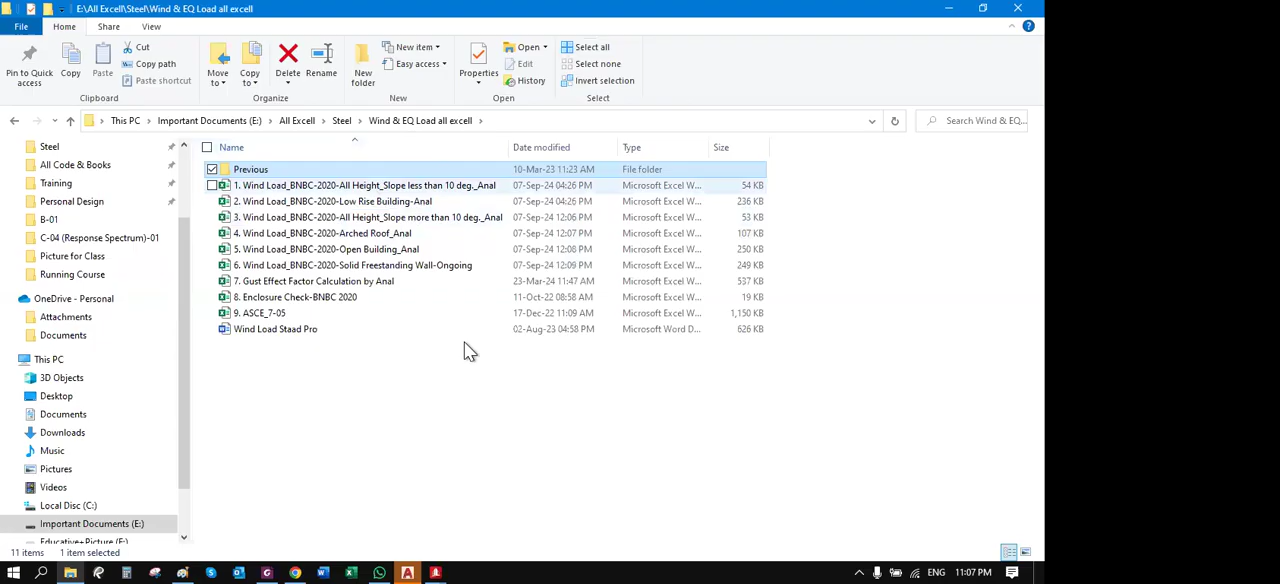 E:\All Excell\Steel\Wind & EQ Load all excell
File Home Share View
Pin to Quick access
Copy
Paste
Cut
Copy path
Paste shortcut
Move to
Copy to
Delete
Rename
New folder
New item
Easy access
Properties
Open
Edit
History
Select all
Select none
Invert selection
Clipboard Organize New Open Select
This PC > Important Documents (E:) > All Excell > Steel > Wind & EQ Load all excell >
Search Wind & EQ...
Name Date modified Type Size
Steel
All Code & Books
Training
Personal Design
B-01
C-04 (Response Spectrum)-01
Picture for Class
Running Course
OneDrive - Personal
Attachments
Documents
This PC
3D Objects
Desktop
Documents
Downloads
Music
Pictures
Videos
Local Disc (C:)
Important Documents (E:)
Educative+Picture (F:)
Previous 10-Mar-23 11:23 AM File folder
1. Wind Load_BNBC-2020-All Height_Slope less than 10 deg._Anal 07-Sep-24 04:26 PM Microsoft Excel W... 54 KB
2. Wind Load_BNBC-2020-Low Rise Building-Anal 07-Sep-24 04:26 PM Microsoft Excel W... 236 KB
3. Wind Load_BNBC-2020-All Height_Slope more than 10 deg._Anal 07-Sep-24 12:06 PM Microsoft Excel W... 53 KB
4. Wind Load_BNBC-2020-Arched Roof_Anal 07-Sep-24 12:07 PM Microsoft Excel W... 107 KB
5. Wind Load_BNBC-2020-Open Building_Anal 07-Sep-24 12:08 PM Microsoft Excel W... 250 KB
6. Wind Load_BNBC-2020-Solid Freestanding Wall-Ongoing 07-Sep-24 12:09 PM Microsoft Excel W... 249 KB
7. Gust Effect Factor Calculation by Anal 23-Mar-24 11:47 AM Microsoft Excel W... 537 KB
8. Enclosure Check-BNBC 2020 11-Oct-22 08:58 AM Microsoft Excel W... 19 KB
9. ASCE_7-05 17-Dec-22 11:09 AM Microsoft Excel W... 1,150 KB
Wind Load Staad Pro 02-Aug-23 04:58 PM Microsoft Word D... 626 KB
11 items 1 item selected
ENG 11:07 PM